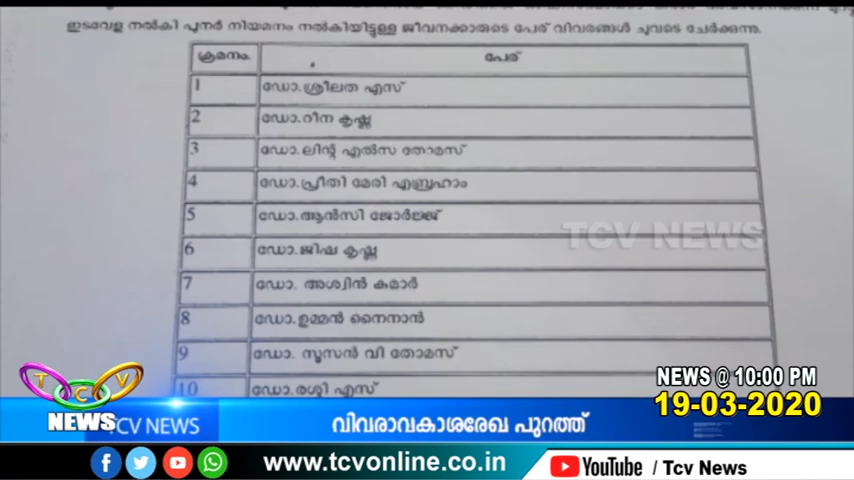 ഇടവേള നൽകി പുനർ നിയമനം നൽകിയിട്ടുള്ള ജീവനക്കാരുടെ പേര് വിവരങ്ങൾ ചുവടെ ചേർക്കുന്നു.
ക്രമനം. പേര്
1 ഡോ.ശ്രീലത എസ്
2 ഡോ.റീന കൃഷ്ണ
3 ഡോ.ലിന്റ എൽസ തോമസ്
4 ഡോ.പ്രീതി മേരി എബ്രഹാം
5 ഡോ.ആൻസി ജോർജ്ജ്
TCV NEWS
6 ഡോ.ജിഷ കൃഷ്ണ
7 ഡോ. അശ്വിൻ കുമാർ
8 ഡോ.ഉമ്മൻ നൈനാൻ
9 ഡോ. സൂസൻ വി തോമസ്
10 ഡോ.രശ്മി എസ്
NEWS @ 10:00 PM
19-03-2020
TCV
NEWS
TCV NEWS
വിവരാവകാശരേഖ പുറത്ത്
www.tcvonline.co.in
YouTube / Tcv News